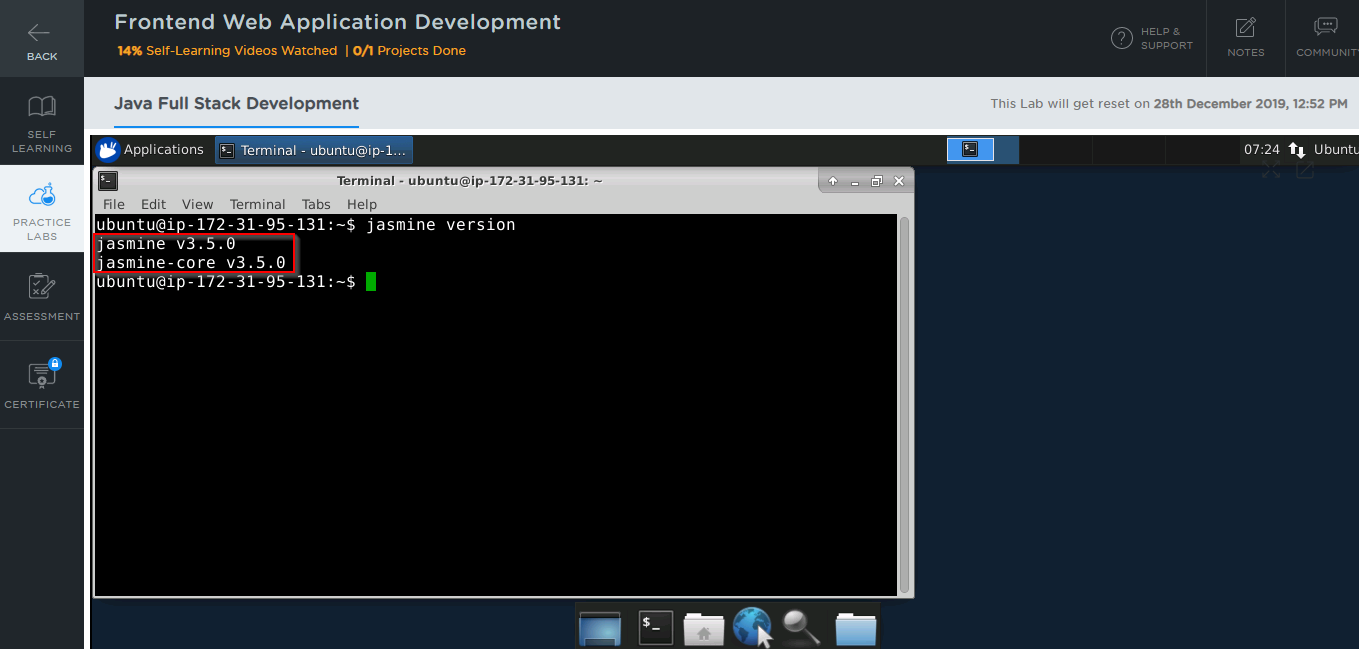 Frontend Web Application Development
BACK
14% Self-Learning Videos Watched | 0/1 Projects Done
HELP &
SUPPORT
NOTES
COMMUNIT
Java Full Stack Development
This Lab will get reset on 28th December 2019, 12:52 PM
SELF
LEARNING
PRACTICE
LABS
ASSESSMENT
CERTIFICATE
Applications
Terminal - ubuntu@ip-1...
07:24
Ubuntu
Terminal - ubuntu@ip-172-31-95-131: ~
File Edit View Terminal Tabs Help
ubuntu@ip-172-31-95-131:~$ jasmine version
jasmine v3.5.0
jasmine-core v3.5.0
ubuntu@ip-172-31-95-131:~$
$_